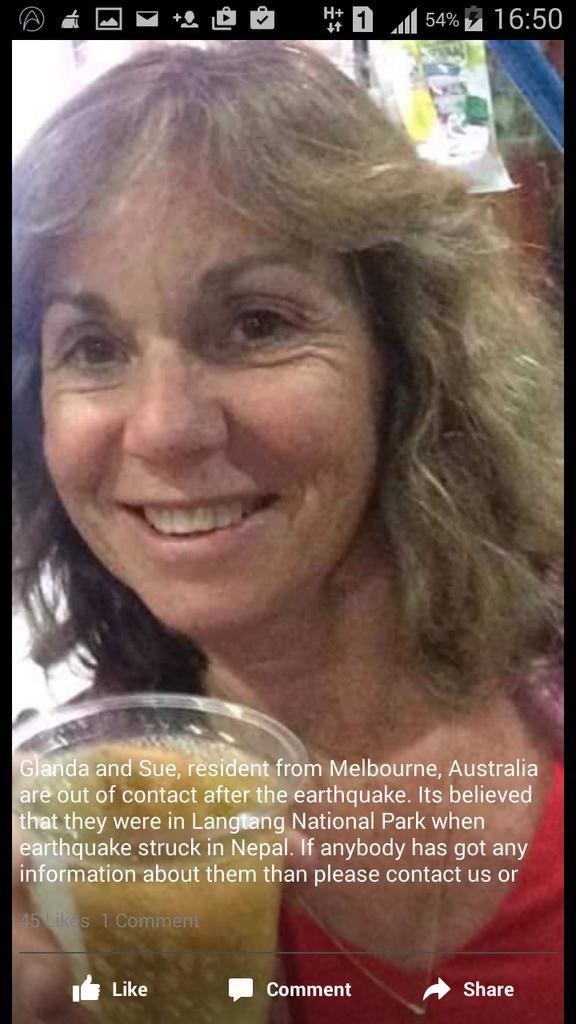 H+ 1 54% 16:50
Glanda and Sue, resident from Melbourne, Australia
are out of contact after the earthquake. Its believed
that they were in Langtang National Park when
earthquake struck in Nepal. If anybody has got any
information about them than please contact us or
45 Likes 1 Comment
Like Comment Share